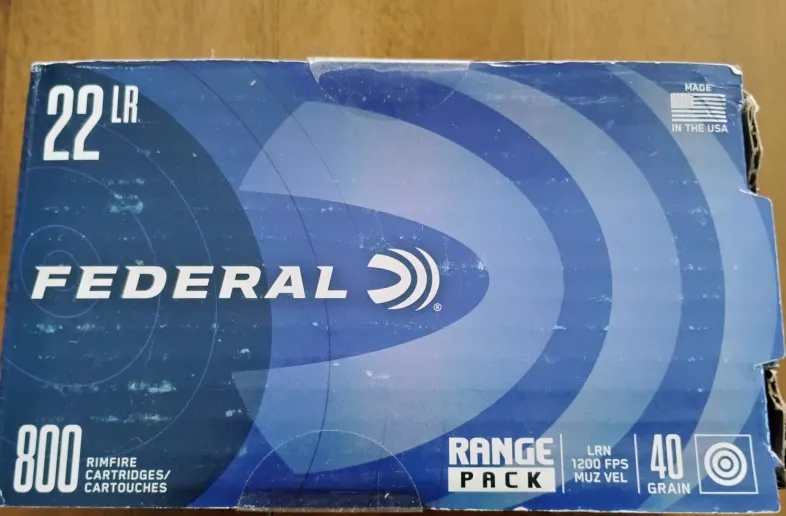 22 LR
MADE
IN THE USA
FEDERAL ®
800
RIMFIRE
CARTRIDGES/
CARTOUCHES
RANGE
PACK
LRN
1200 FPS
MUZ VEL
40
GRAIN